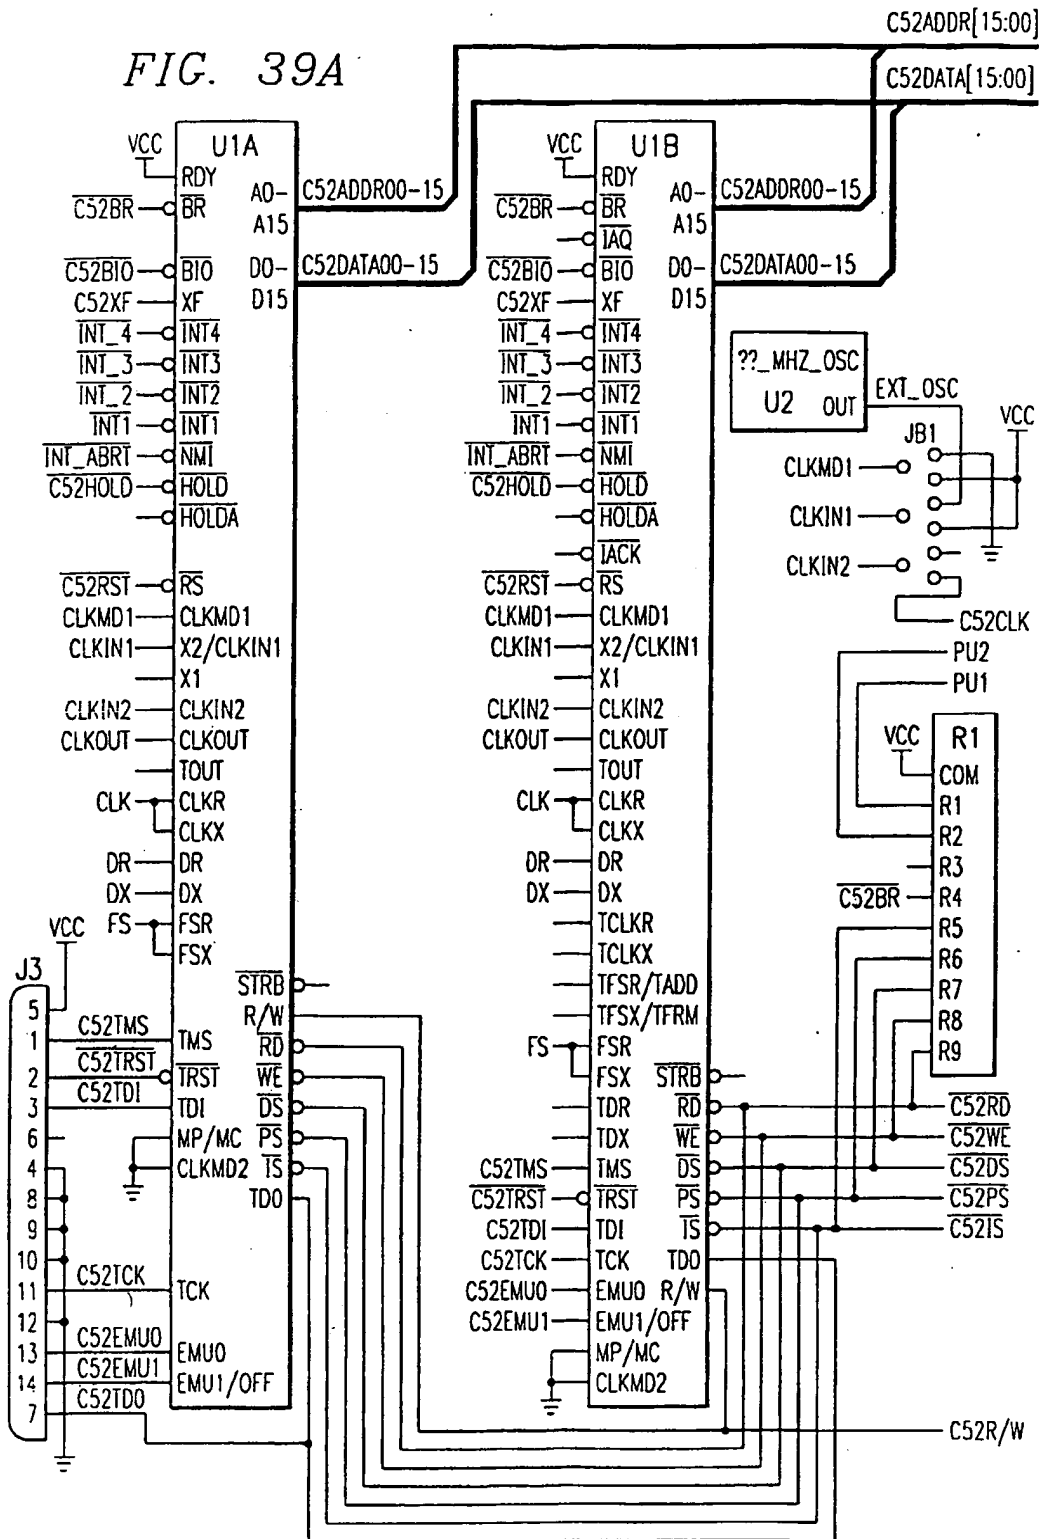 C52ADDR[15:00]
FIG. 39A
C52DATA[15:00]
VCC
U1A
RDY
C52BR
BR
A0-
A15
C52ADDR00-15
C52BIO
BIO
D0-
D15
C52DATA00-15
C52XF
XF
INT_4
INT4
INT_3
INT3
INT_2
INT2
INT1
INT1
INT_ABRT
NMI
C52HOLD
HOLD
HOLDA
C52RST
RS
CLKMD1
CLKMD1
CLKIN1
X2/CLKIN1
X1
CLKIN2
CLKIN2
CLKOUT
CLKOUT
TOUT
CLK
CLKR
CLKX
DR
DR
DX
DX
FS
FSR
FSX
STRB
R/W
RD
WE
DS
PS
IS
TDO
TMS
TRST
TDI
MP/MC
CLKMD2
TCK
EMU0
EMU1/OFF
VCC
J3
5
1
C52TMS
2
C52TRST
3
C52TDI
6
4
8
9
10
11
C52TCK
12
13
C52EMU0
14
C52EMU1
7
C52TDO
VCC
U1B
RDY
C52BR
BR
A0-
A15
C52ADDR00-15
IAQ
C52BIO
BIO
D0-
D15
C52DATA00-15
C52XF
XF
INT_4
INT4
INT_3
INT3
INT_2
INT2
INT1
INT1
INT_ABRT
NMI
C52HOLD
HOLD
HOLDA
IACK
C52RST
RS
CLKMD1
CLKMD1
CLKIN1
X2/CLKIN1
X1
CLKIN2
CLKIN2
CLKOUT
CLKOUT
TOUT
CLK
CLKR
CLKX
DR
DR
DX
DX
TCLKR
TCLKX
TFSR/TADD
TFSX/TFRM
FS
FSR
FSX
STRB
TDR
RD
TDX
WE
C52TMS
TMS
DS
C52TRST
TRST
PS
C52TDI
TDI
IS
C52TCK
TCK
TDO
C52EMU0
EMU0
R/W
C52EMU1
EMU1/OFF
MP/MC
CLKMD2
??_MHZ_OSC
U2
OUT
EXT_OSC
JB1
VCC
CLKMD1
CLKIN1
CLKIN2
C52CLK
PU2
PU1
VCC
R1
COM
R1
R2
R3
C52BR
R4
R5
R6
R7
R8
R9
C52RD
C52WE
C52DS
C52PS
C52IS
C52R/W